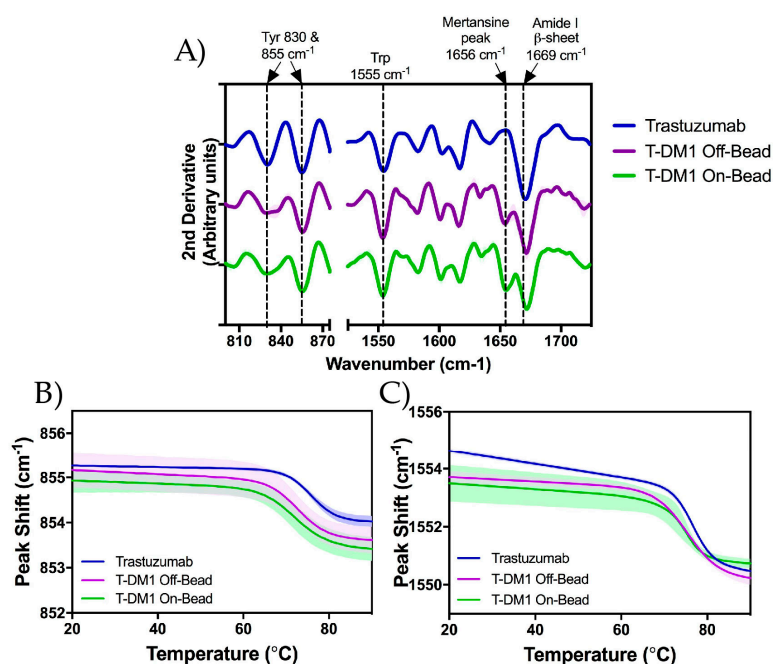 A)
Tyr 830 &
855 cm-1
Trp
1555 cm-1
Mertansine
peak
1656 cm-1
Amide I
β-sheet
1669 cm-1
2nd Derivative
(Arbitrary units)
Trastuzumab
T-DM1 Off-Bead
T-DM1 On-Bead
810 840 870 1550 1600 1650 1700
Wavenumber (cm-1)
B)
Peak Shift (cm-1)
856
855
854
853
852
Trastuzumab
T-DM1 Off-Bead
T-DM1 On-Bead
20 40 60 80
Temperature (°C)
C)
Peak Shift (cm-1)
1556
1554
1552
1550
Trastuzumab
T-DM1 Off-Bead
T-DM1 On-Bead
20 40 60 80
Temperature (°C)